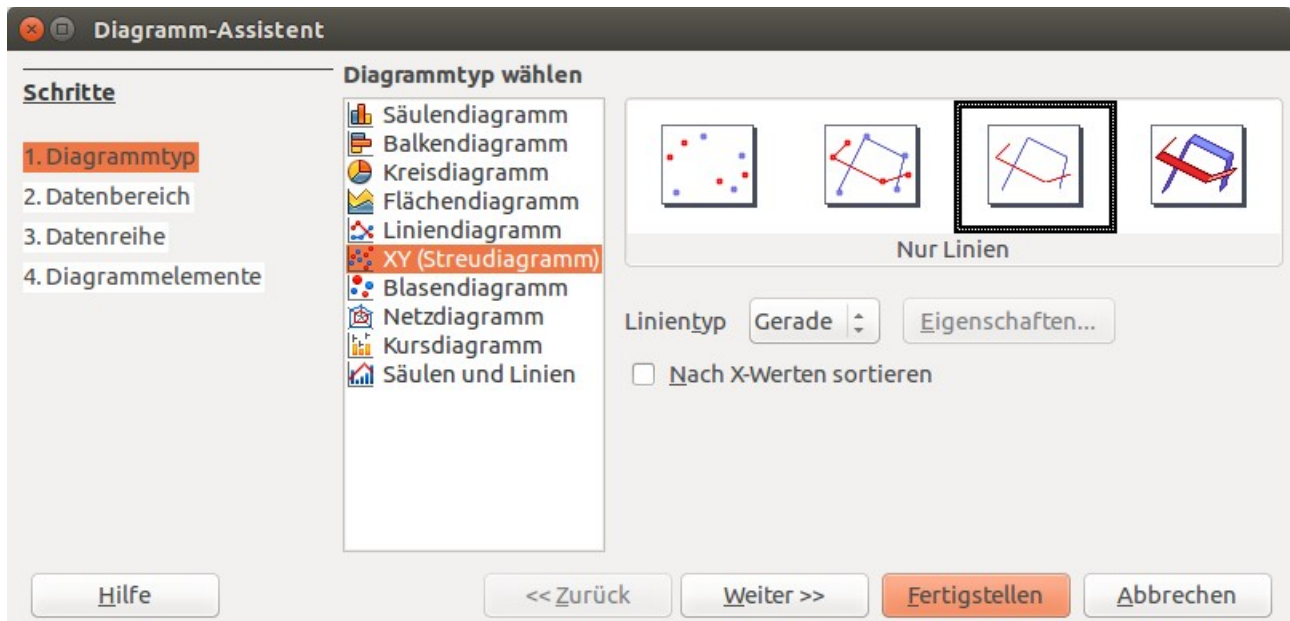 Diagramm-Assistent
Schritte
1. Diagrammtyp
2. Datenbereich
3. Datenreihe
4. Diagrammelemente
Diagrammtyp wählen
Säulendiagramm
Balkendiagramm
Kreisdiagramm
Flächendiagramm
Liniendiagramm
XY (Streudiagramm)
Blasendiagramm
Netzdiagramm
Kursdiagramm
Säulen und Linien
Nur Linien
Linientyp Gerade Eigenschaften...
Nach X-Werten sortieren
Hilfe << Zurück Weiter >> Fertigstellen Abbrechen